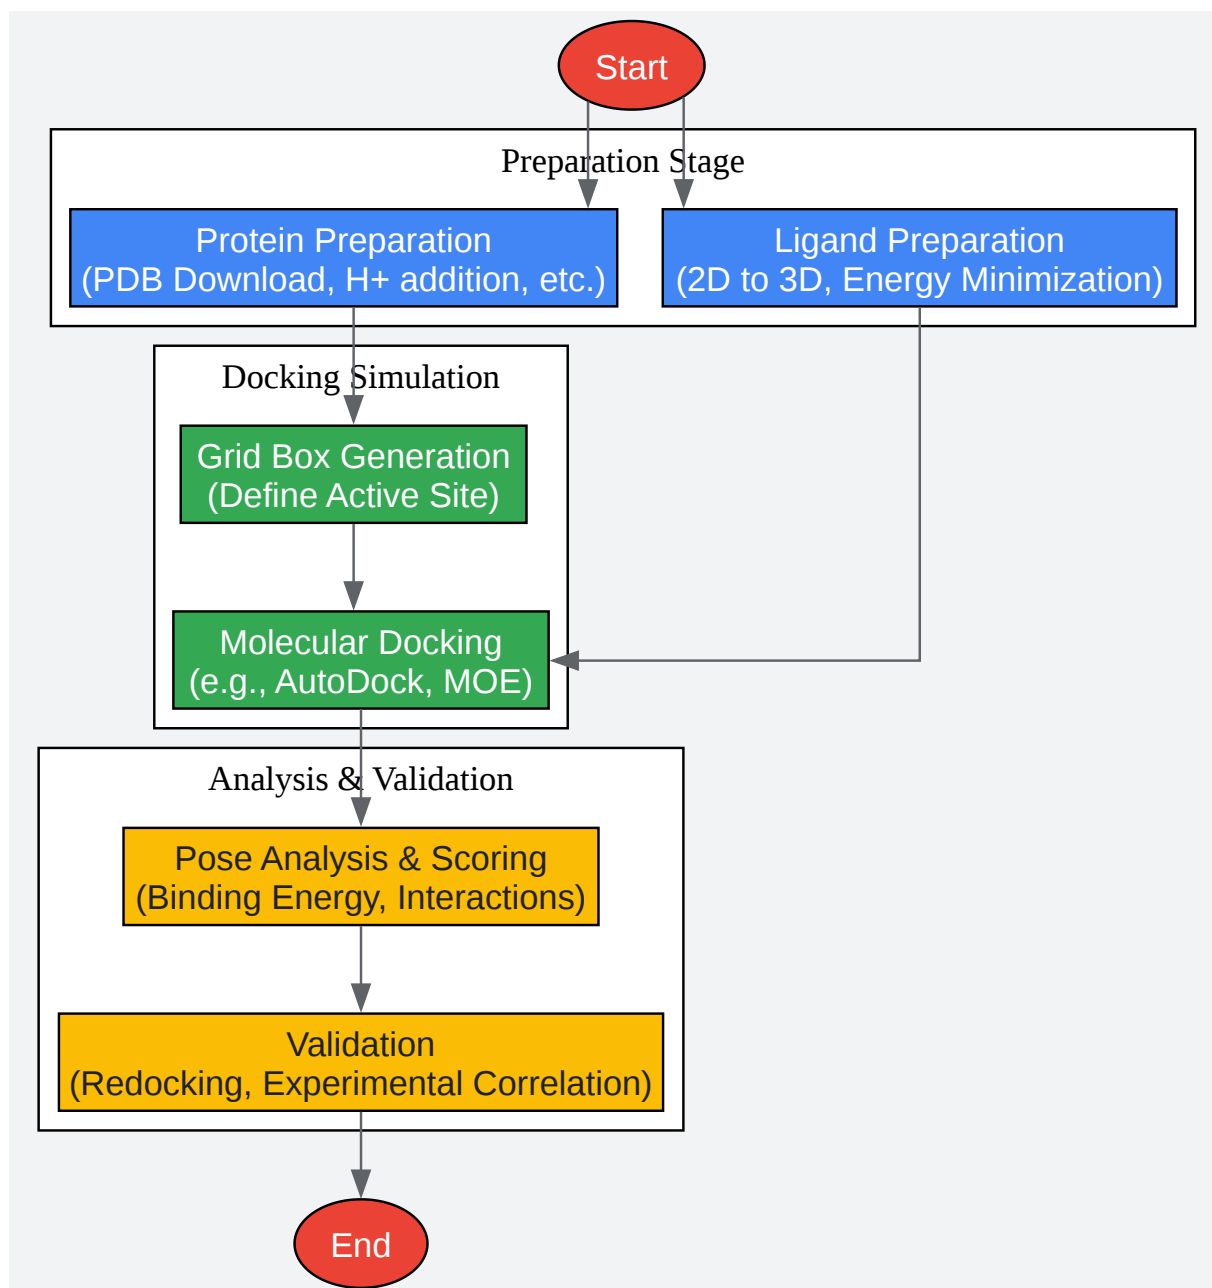 Start
Preparation Stage
Protein Preparation
(PDB Download, H+ addition, etc.)
Ligand Preparation
(2D to 3D, Energy Minimization)
Docking Simulation
Grid Box Generation
(Define Active Site)
Molecular Docking
(e.g., AutoDock, MOE)
Analysis & Validation
Pose Analysis & Scoring
(Binding Energy, Interactions)
Validation
(Redocking, Experimental Correlation)
End